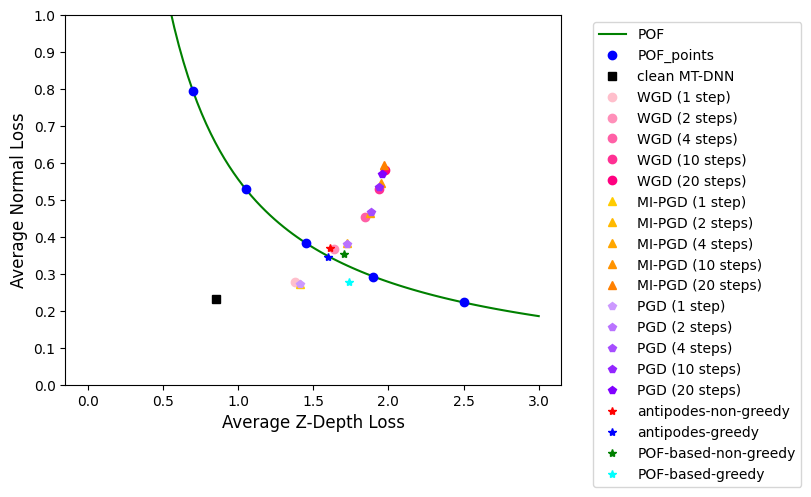 1.0
0.9
0.8
0.7
0.6
0.5
0.4
0.3
0.2
0.1
0.0
Average Normal Loss
0.0 0.5 1.0 1.5 2.0 2.5 3.0
Average Z-Depth Loss
POF
POF_points
clean MT-DNN
WGD (1 step)
WGD (2 steps)
WGD (4 steps)
WGD (10 steps)
WGD (20 steps)
MI-PGD (1 step)
MI-PGD (2 steps)
MI-PGD (4 steps)
MI-PGD (10 steps)
MI-PGD (20 steps)
PGD (1 step)
PGD (2 steps)
PGD (4 steps)
PGD (10 steps)
PGD (20 steps)
antipodes-non-greedy
antipodes-greedy
POF-based-non-greedy
POF-based-greedy